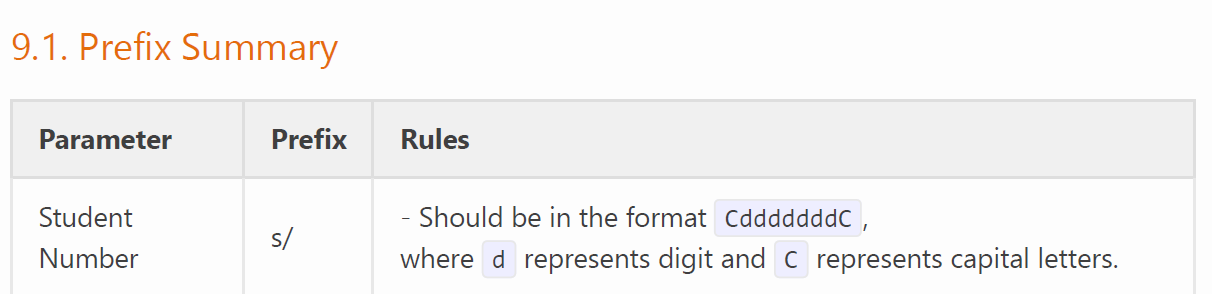 9.1. Prefix Summary
Parameter Prefix Rules
Student Number s/ - Should be in the format CdddddddC,
where d represents digit and C represents capital letters.